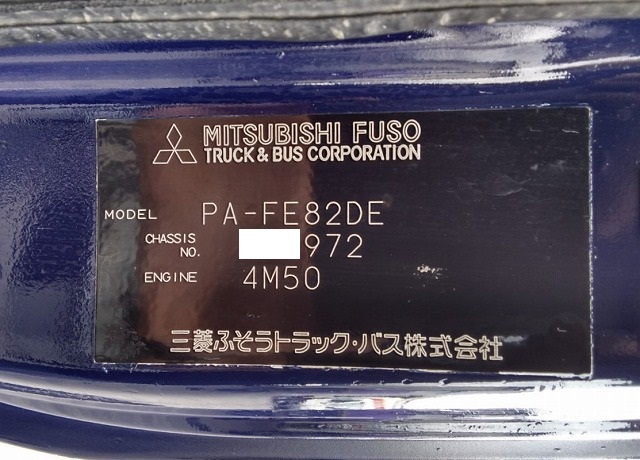 MITSUBISHI FUSO
TRUCK & BUS CORPORATION
MODEL PA-FE82DE
CHASSIS NO. 972
ENGINE 4M50
三菱ふそうトラック・バス株式会社